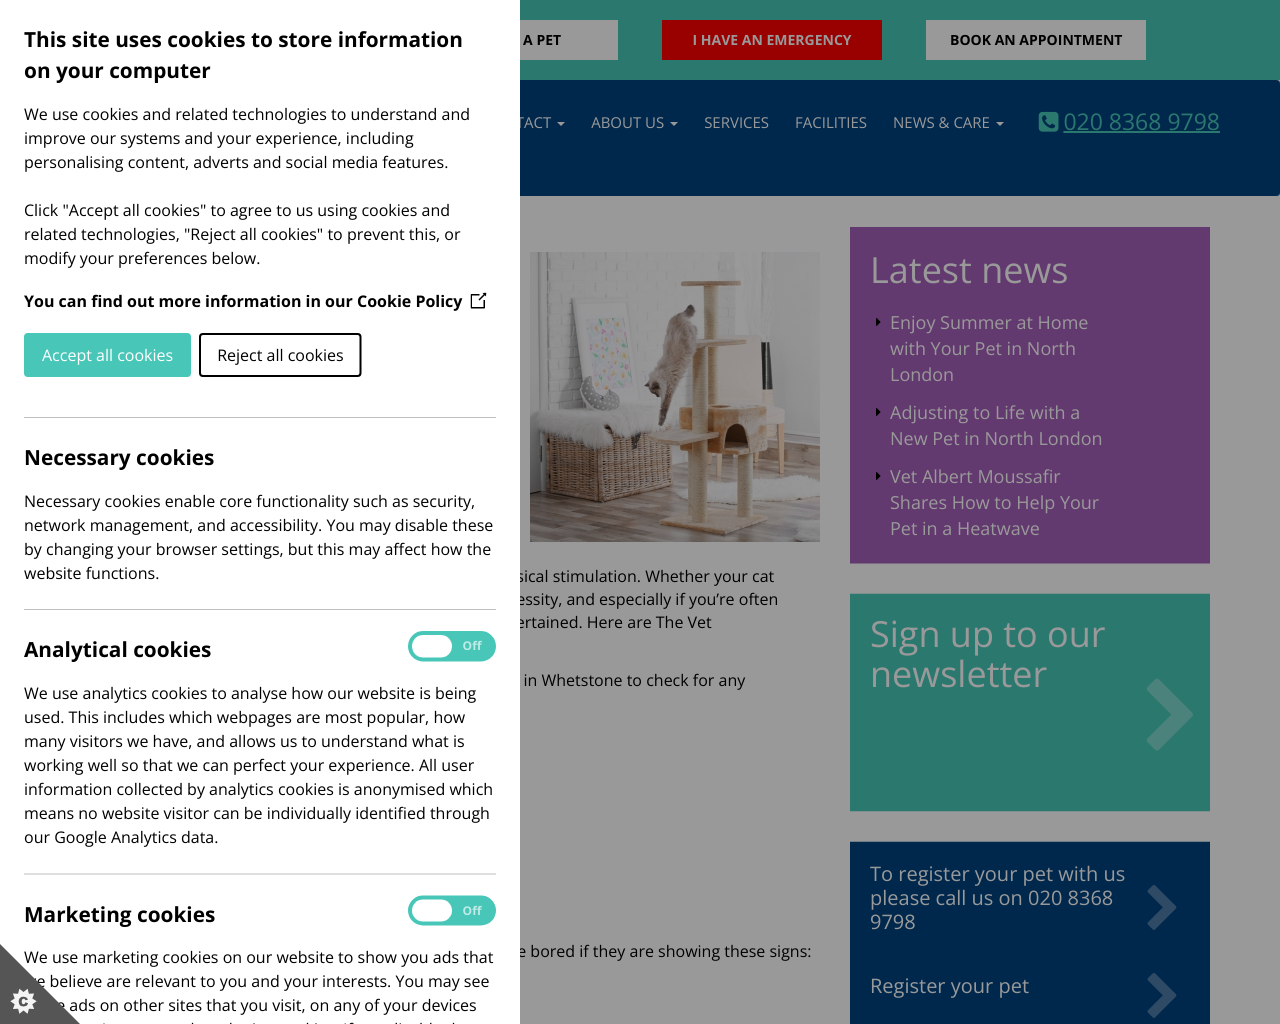 This site uses cookies to store information
on your computer
We use cookies and related technologies to understand and
improve our systems and your experience, including
personalising content, adverts and social media features.
Click "Accept all cookies" to agree to us using cookies and
related technologies, "Reject all cookies" to prevent this, or
modify your preferences below.
You can find out more information in our Cookie Policy
Accept all cookies
Reject all cookies
Necessary cookies
Necessary cookies enable core functionality such as security,
network management, and accessibility. You may disable these
by changing your browser settings, but this may affect how the
website functions.
Analytical cookies
Off
We use analytics cookies to analyse how our website is being
used. This includes which webpages are most popular, how
many visitors we have, and allows us to understand what is
working well so that we can perfect your experience. All user
information collected by analytics cookies is anonymised which
means no website visitor can be individually identified through
our Google Analytics data.
Marketing cookies
Off
We use marketing cookies on our website to show you ads that
believe are relevant to you and your interests. You may see
ads on other sites that you visit, on any of your devices
A PET
I HAVE AN EMERGENCY
BOOK AN APPOINTMENT
TACT
ABOUT US
SERVICES
FACILITIES
NEWS & CARE
020 8368 9798
sical stimulation. Whether your cat
essity, and especially if you’re often
ertained. Here are The Vet
in Whetstone to check for any
e bored if they are showing these signs:
Latest news
Enjoy Summer at Home
with Your Pet in North
London
Adjusting to Life with a
New Pet in North London
Vet Albert Moussafir
Shares How to Help Your
Pet in a Heatwave
Sign up to our
newsletter
To register your pet with us
please call us on 020 8368
9798
Register your pet